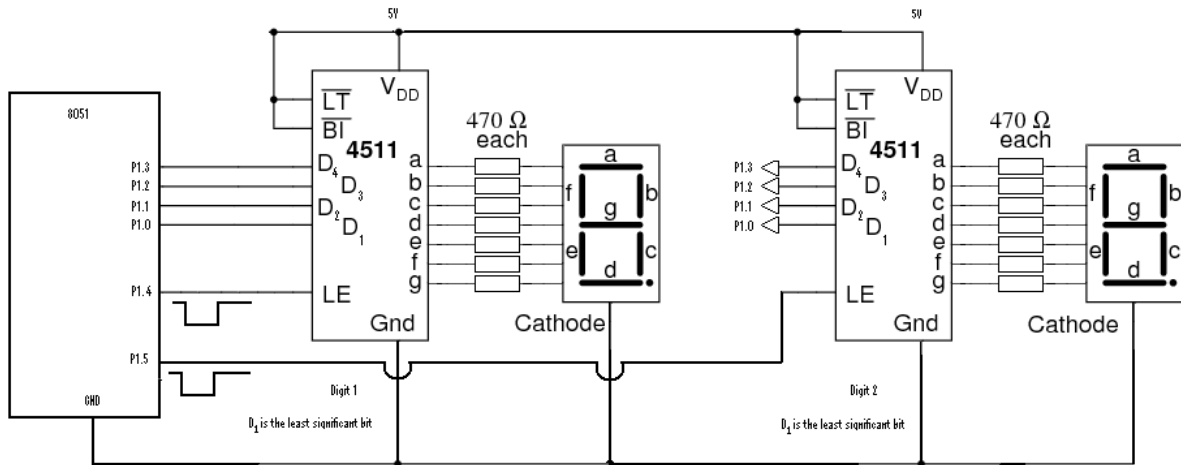 5V
5V
8051
V DD
LT
BI
4511
D4
D3
D2
D1
LE
Gnd
P1.3
P1.2
P1.1
P1.0
P1.4
P1.5
GND
a
b
c
d
e
f
g
470 Ω
each
a
f
b
g
e
c
d
Cathode
Digit 1
D1 is the least significant bit
V DD
LT
BI
4511
P1.3
P1.2
P1.1
P1.0
D4
D3
D2
D1
LE
Gnd
a
b
c
d
e
f
g
470 Ω
each
a
f
b
g
e
c
d
Cathode
Digit 2
D1 is the least significant bit